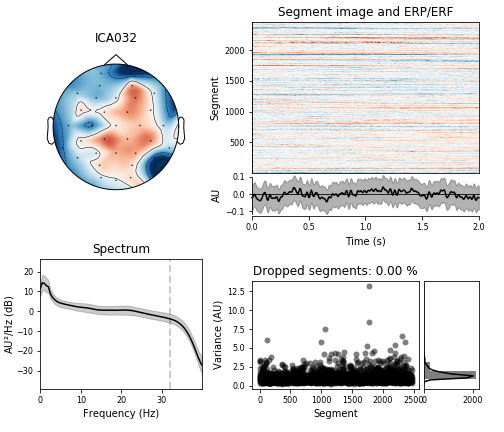 ICA032
Segment image and ERP/ERF
Segment
2000
1500
1000
500
AU
0.1
0.0
−0.1
0.0 0.5 1.0 1.5 2.0
Time (s)
Spectrum
AU²/Hz (dB)
20
10
0
−10
−20
−30
0 10 20 30
Frequency (Hz)
Dropped segments: 0.00 %
Variance (AU)
12.5
10.0
7.5
5.0
2.5
0.0
0 500 1000 1500 2000 2500
Segment
0 2000